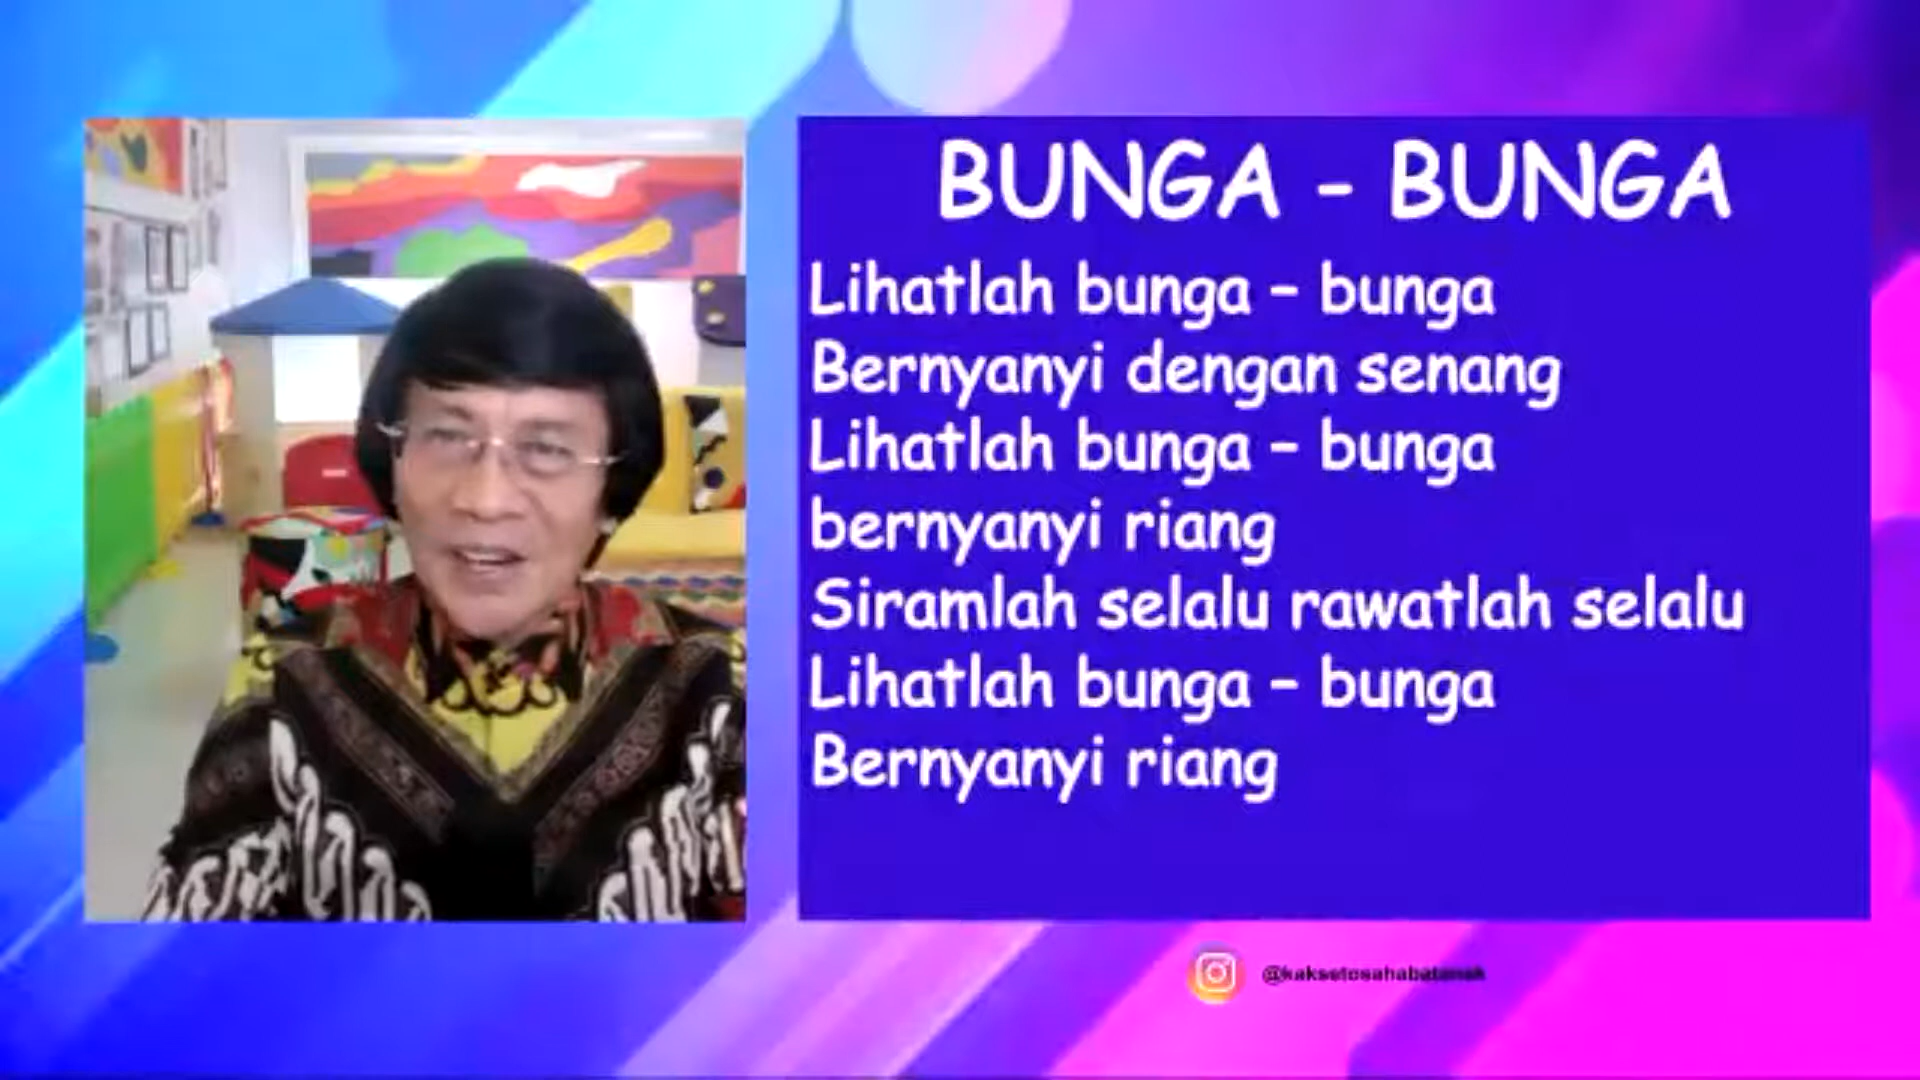 BUNGA - BUNGA
Lihatlah bunga – bunga
Bernyanyi dengan senang
Lihatlah bunga – bunga
bernyanyi riang
Siramlah selalu rawatlah selalu
Lihatlah bunga – bunga
Bernyanyi riang
@kaksetosahabatanak